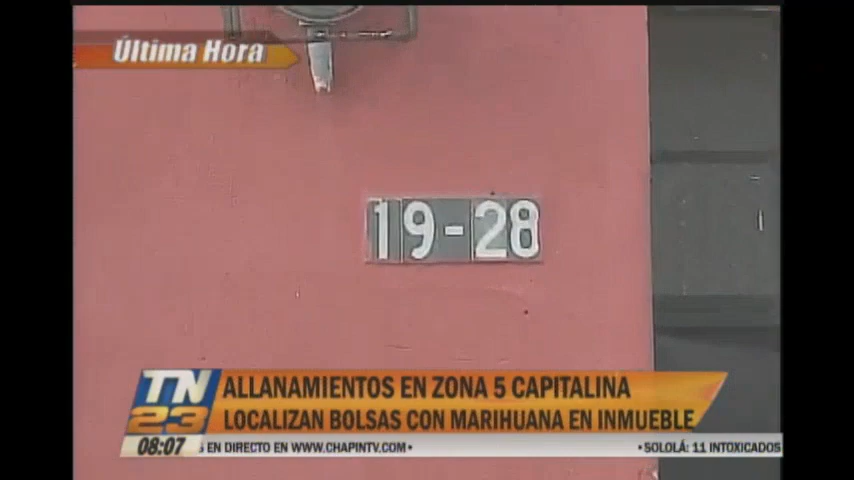 Última Hora
19-28
TN
23
ALLANAMIENTOS EN ZONA 5 CAPITALINA
LOCALIZAN BOLSAS CON MARIHUANA EN INMUEBLE
08:07
EN DIRECTO EN WWW.CHAPINTV.COM•
•SOLOLÁ: 11 INTOXICADOS